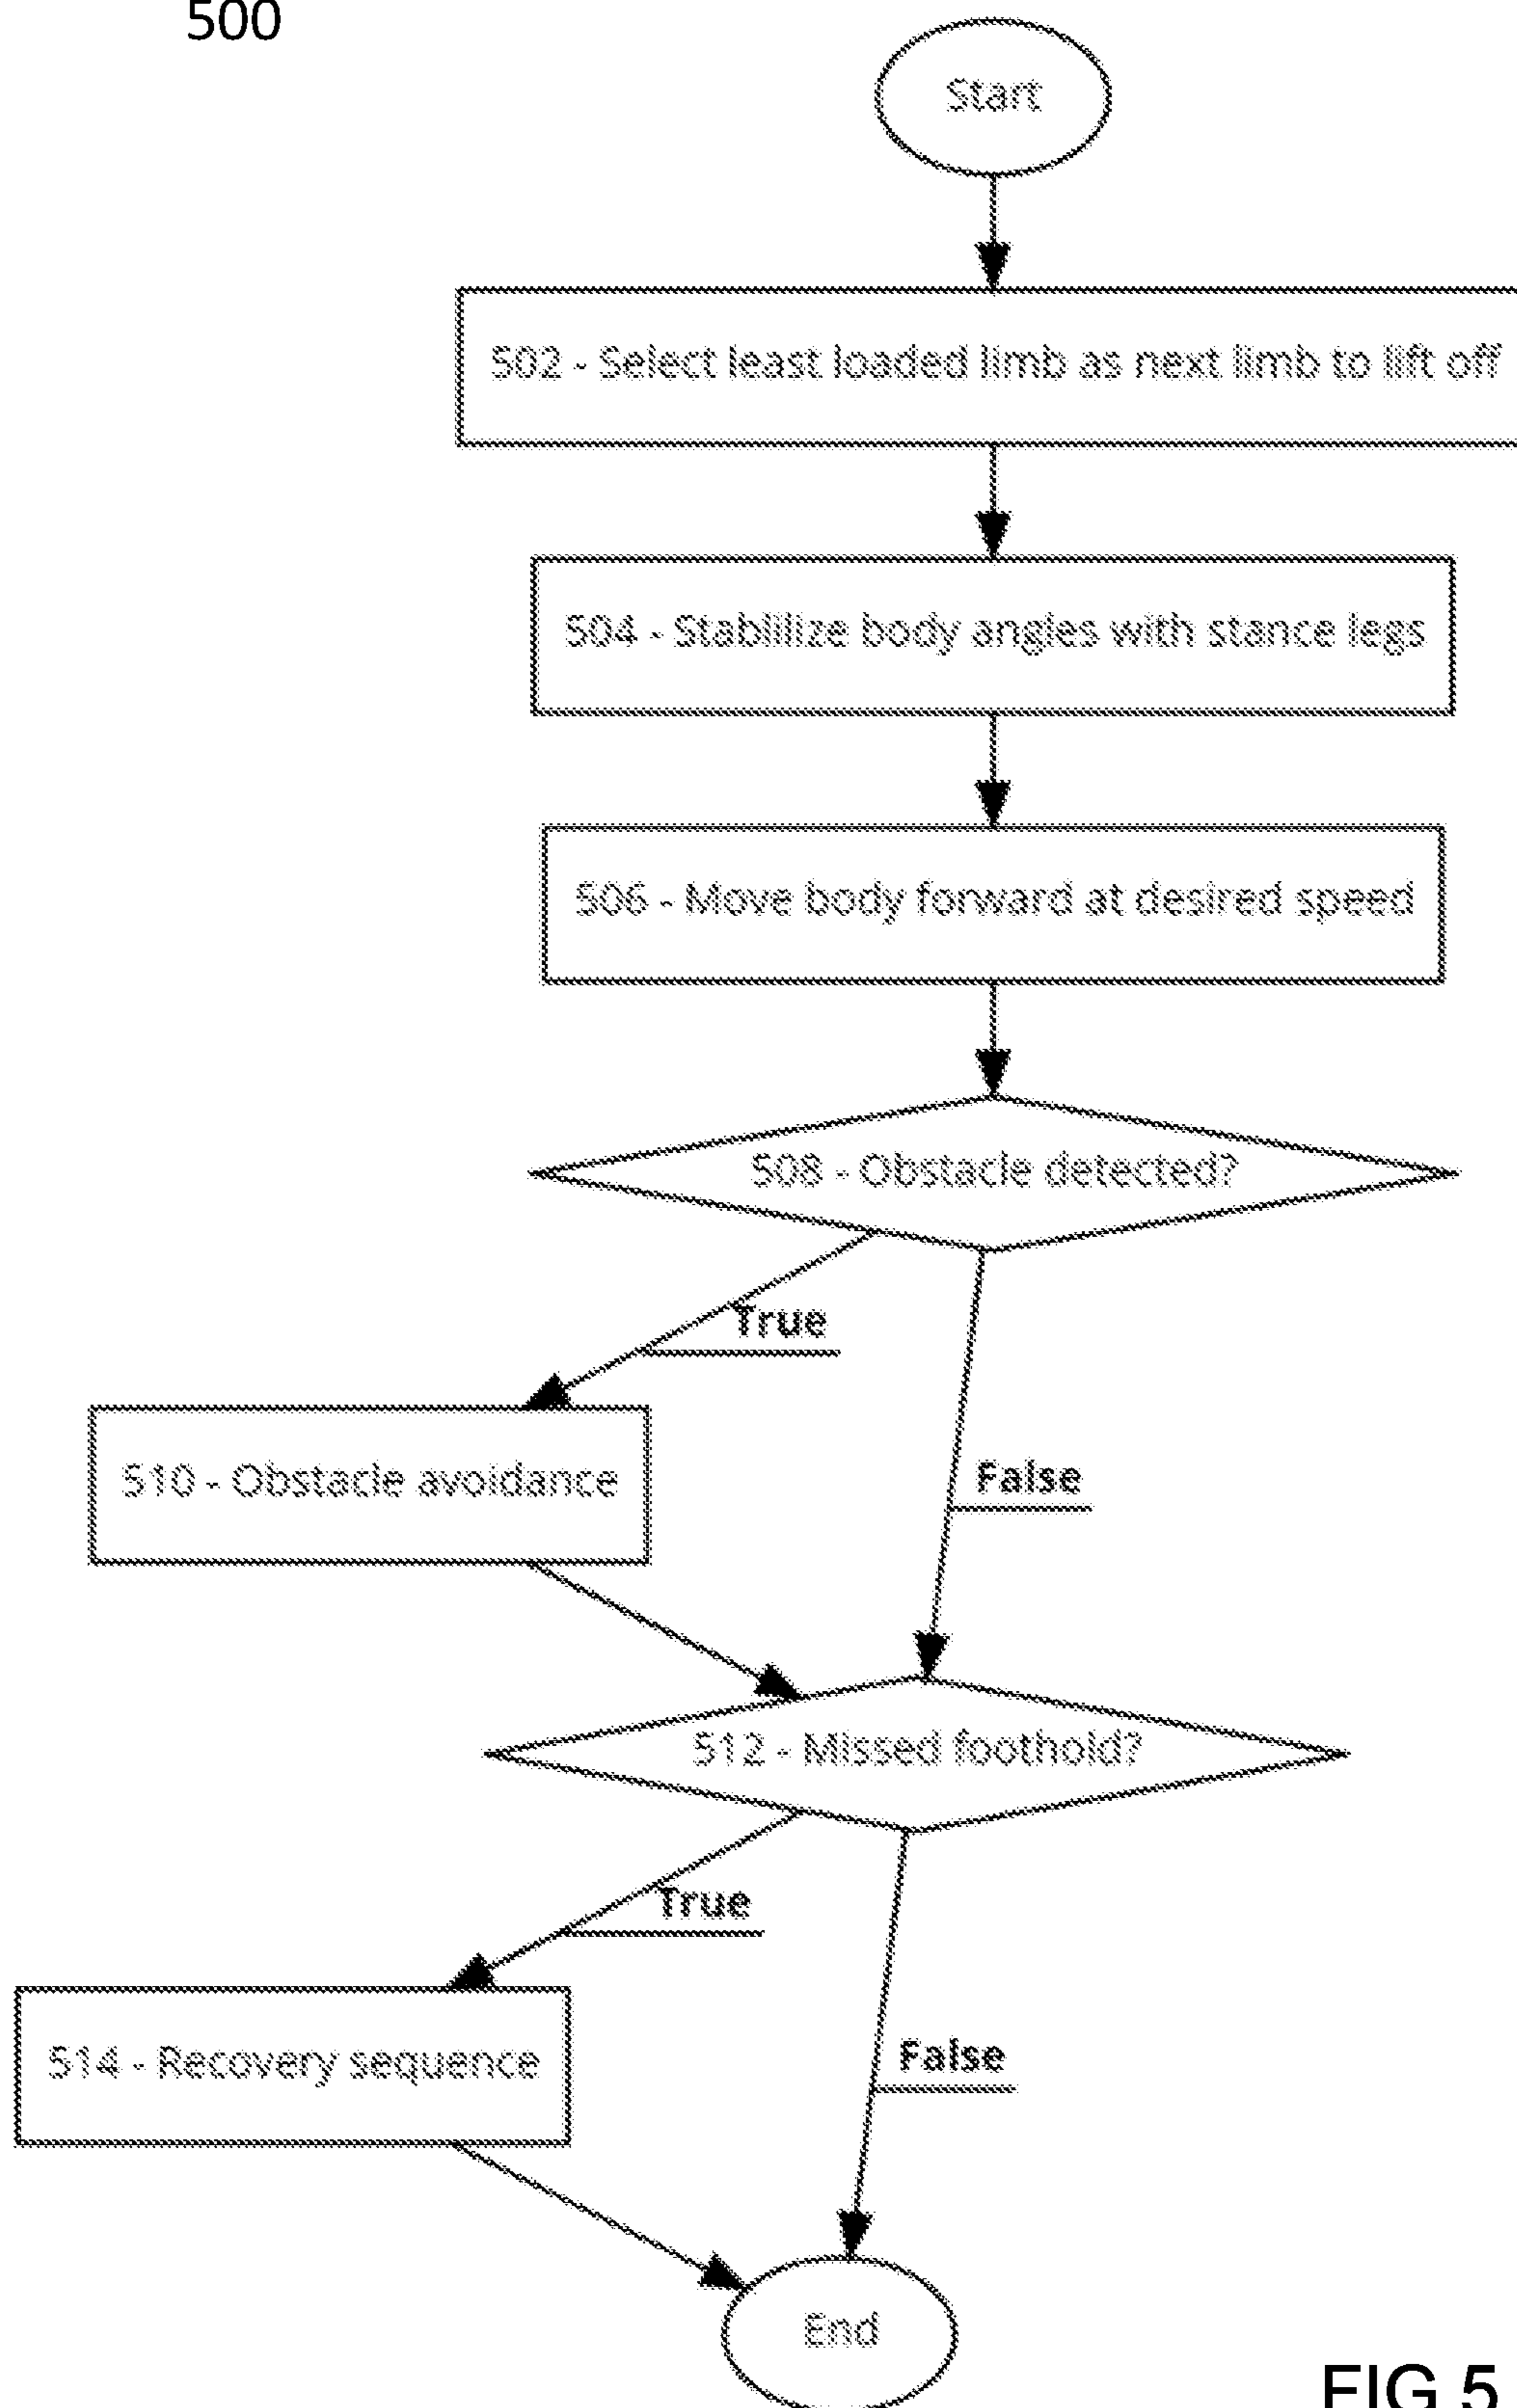 500
Start
502 - Select least loaded limb as next limb to lift off
504 - Stablilize body angles with stance legs
506 - Move body forward at desired speed
508 - Obstacle detected?
True
510 - Obstacle avoidance
False
512 - Missed foothold?
True
514 - Recovery sequence
False
End
FIG 5